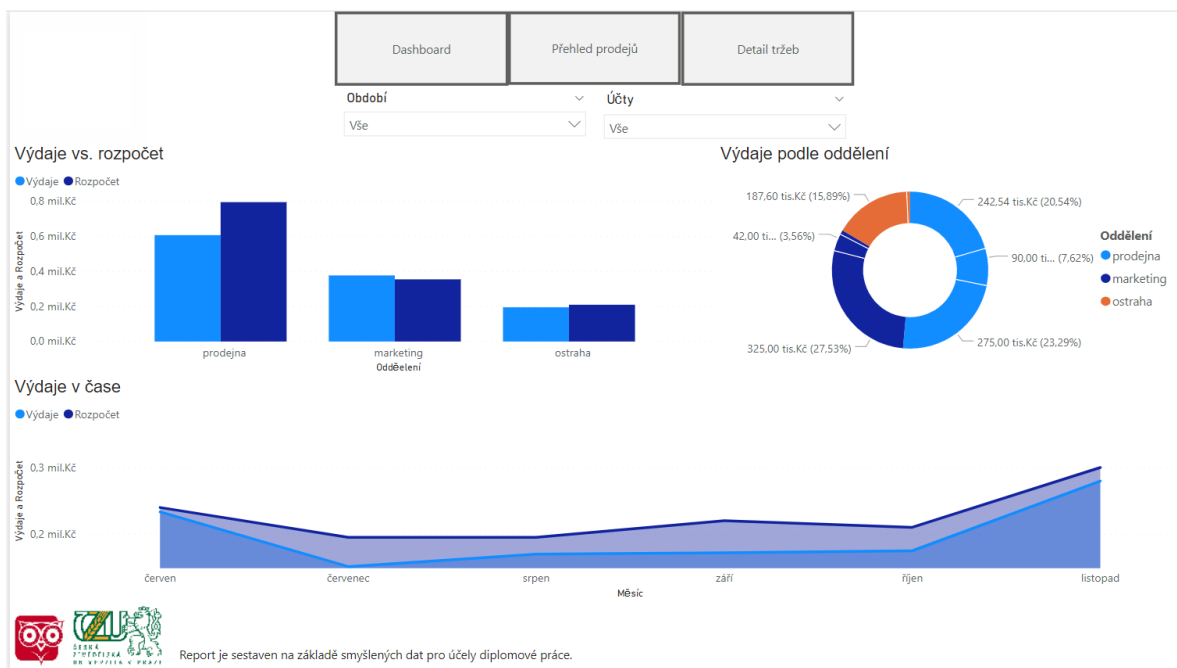 Dashboard
Přehled prodejů
Detail tržeb
Období
Účty
Vše
Vše
Výdaje vs. rozpočet
Výdaje Rozpočet
Výdaje a Rozpočet
0,8 mil.Kč
0,6 mil.Kč
0,4 mil.Kč
0,2 mil.Kč
0,0 mil.Kč
prodejna
marketing
ostraha
Odděelení
Výdaje podle oddělení
187,60 tis.Kč (15,89%)
242,54 tis.Kč (20,54%)
42,00 ti... (3,56%)
90,00 ti... (7,62%)
325,00 tis.Kč (27,53%)
275,00 tis.Kč (23,29%)
Oddělení
prodejna
marketing
ostraha
Výdaje v čase
Výdaje Rozpočet
Výdaje a Rozpočet
0,3 mil.Kč
0,2 mil.Kč
červen
červenec
srpen
září
říjen
listopad
Měsíc
Report je sestaven na základě smyšlených dat pro účely diplomové práce.